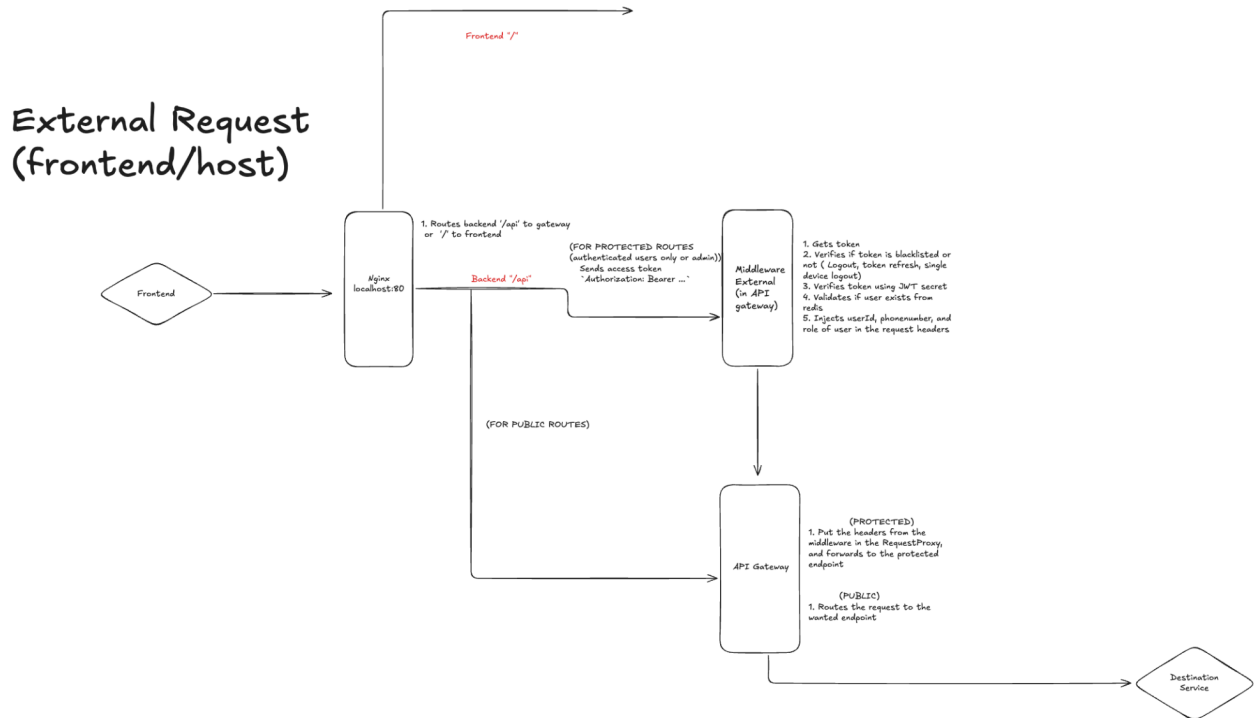 Frontend "/"
External Request
(frontend/host)
1. Routes backend '/api' to gateway
or '/' to frontend
Frontend
Nginx
localhost:80
Backend "/api"
(FOR PROTECTED ROUTES
(authenticated users only or admin))
Sends access token
`Authorization: Bearer ...`
Middleware
External
(in API
gateway)
1. Gets token
2. Verifies if token is blacklisted or
not ( Logout, token refresh, single
device logout)
3. Verifies token using JWT secret
4. Validates if user exists from
redis
5. Injects userId, phonenumber, and
role of user in the request headers
(FOR PUBLIC ROUTES)
API Gateway
(PROTECTED)
1. Put the headers from the
middleware in the RequestProxy,
and forwards to the protected
endpoint
(PUBLIC)
1. Routes the request to the
wanted endpoint
Destination
Service